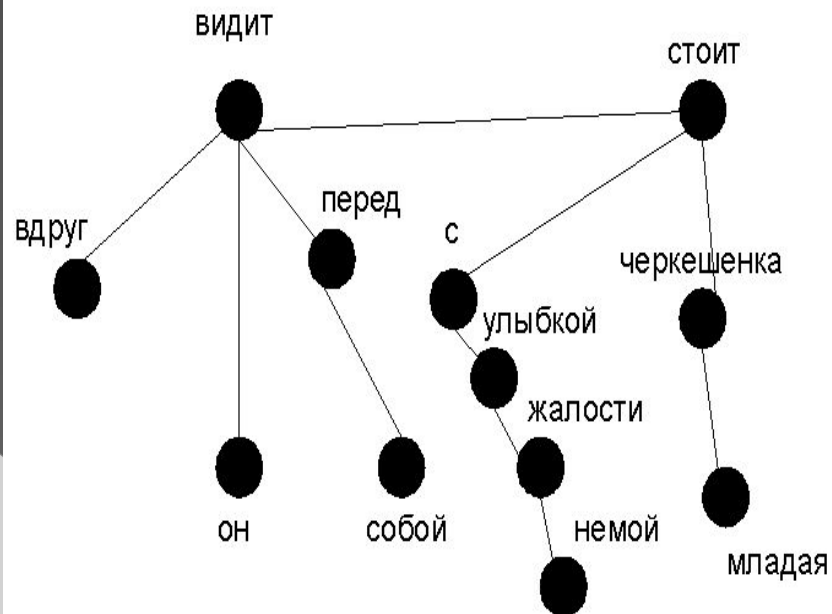 видит
стоит
перед
вдруг
с
черкешенка
улыбкой
жалости
он
собой
немой
младая